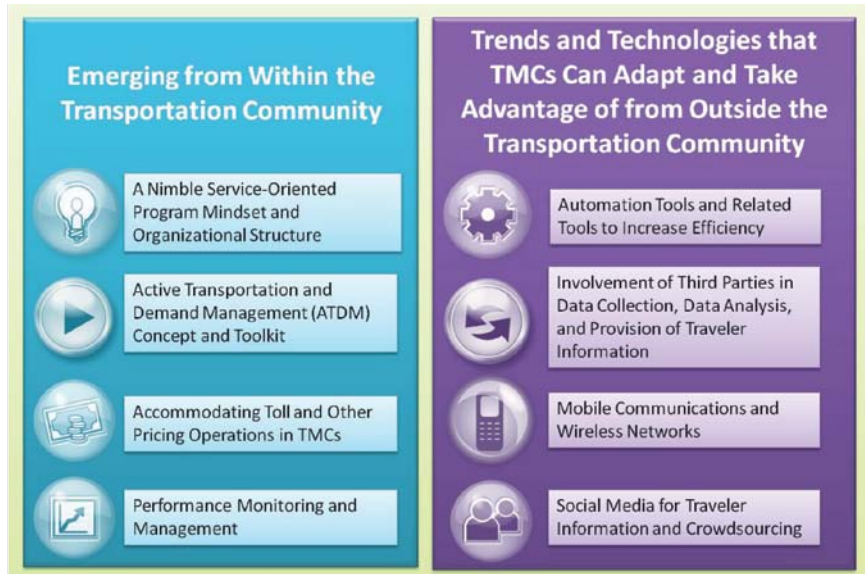 Emerging from Within the
Transportation Community
A Nimble Service-Oriented
Program Mindset and
Organizational Structure
Active Transportation and
Demand Management (ATDM)
Concept and Toolkit
Accommodating Toll and Other
Pricing Operations in TMCs
Performance Monitoring and
Management
Trends and Technologies that
TMCs Can Adapt and Take
Advantage of from Outside the
Transportation Community
Automation Tools and Related
Tools to Increase Efficiency
Involvement of Third Parties in
Data Collection, Data Analysis,
and Provision of Traveler
Information
Mobile Communications and
Wireless Networks
Social Media for Traveler
Information and Crowdsourcing